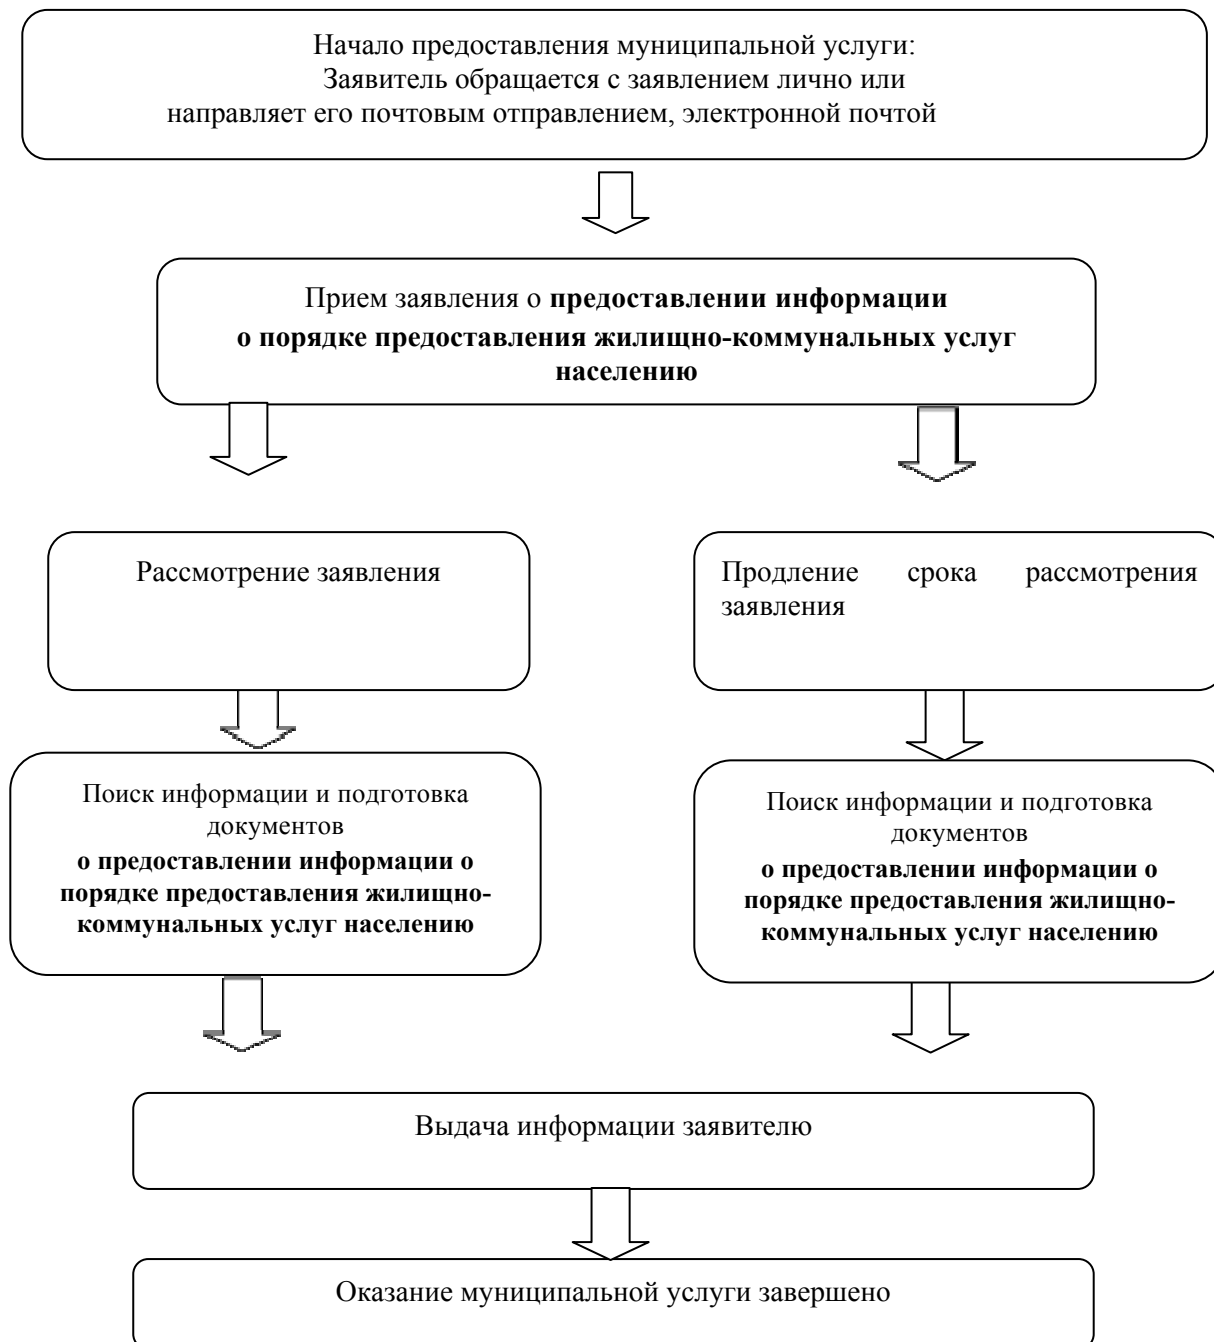 Начало предоставления муниципальной услуги:
Заявитель обращается с заявлением лично или
направляет его почтовым отправлением, электронной почтой
Прием заявления о предоставлении информации
о порядке предоставления жилищно-коммунальных услуг
населению
Рассмотрение заявления
Продление срока рассмотрения
заявления
Поиск информации и подготовка
документов
о предоставлении информации о
порядке предоставления жилищно-
коммунальных услуг населению
Поиск информации и подготовка
документов
о предоставлении информации о
порядке предоставления жилищно-
коммунальных услуг населению
Выдача информации заявителю
Оказание муниципальной услуги завершено